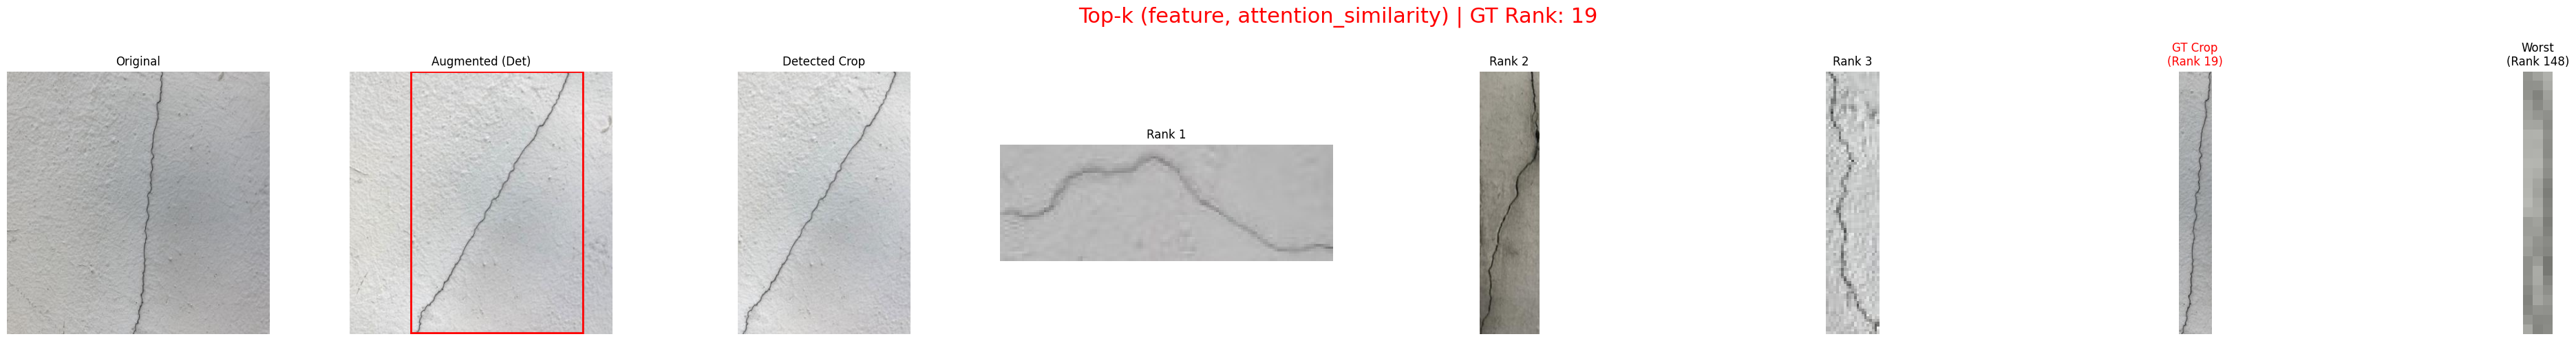 Top-k (feature, attention_similarity) | GT Rank: 19
Original
Augmented (Det)
Detected Crop
Rank 1
Rank 2
Rank 3
GT Crop
(Rank 19)
Worst
(Rank 148)